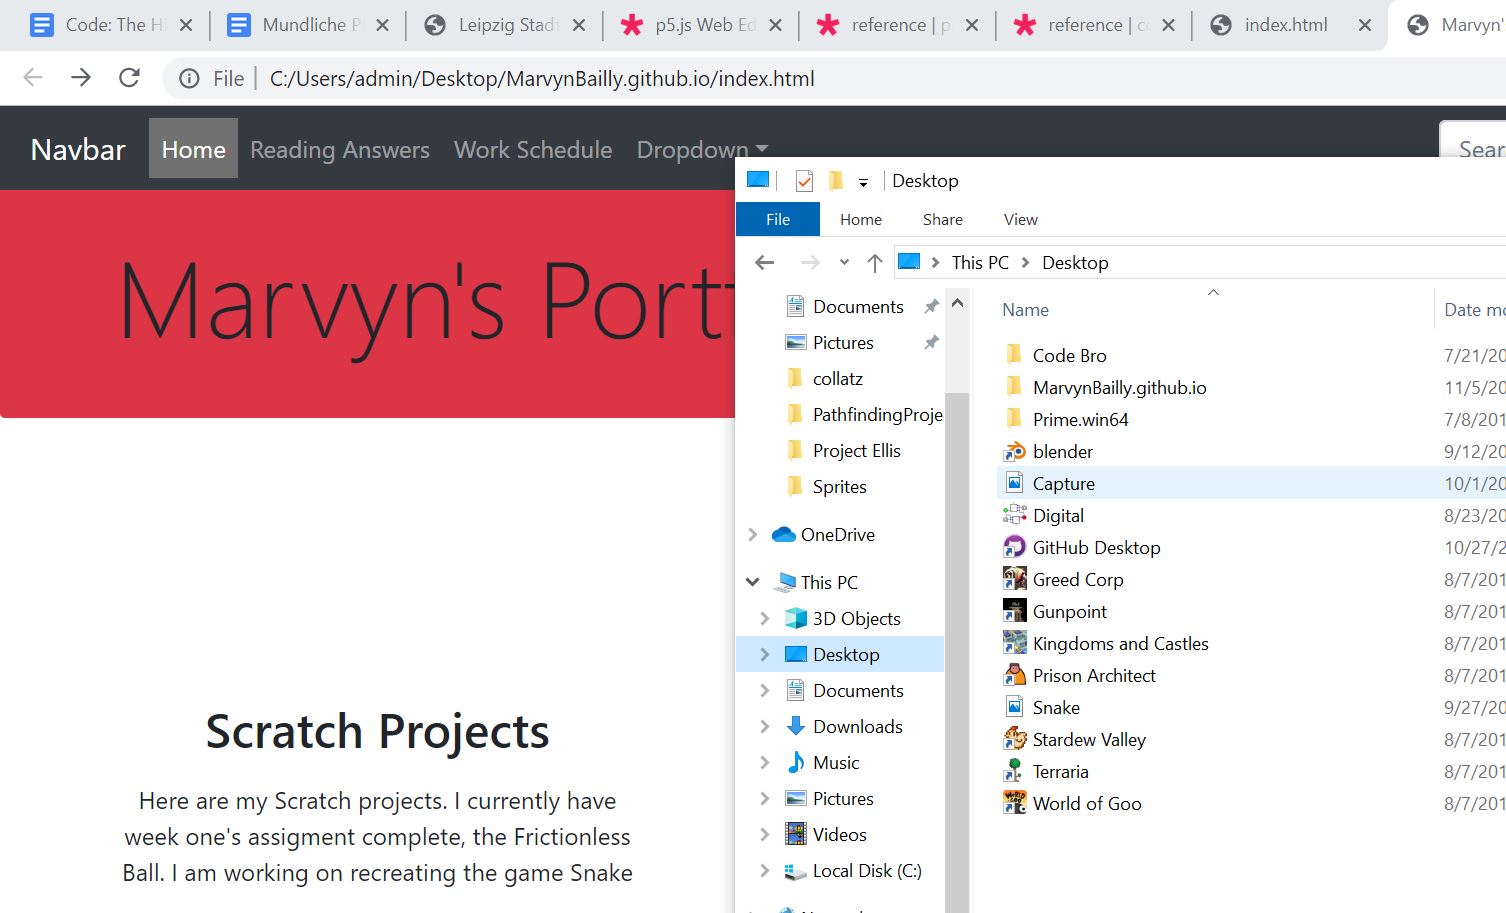 Code: The Hi
Mundliche P
Leipzig Stadt
p5.js Web Ed
reference | p
reference | c
index.html
Marvyn'
File
C:/Users/admin/Desktop/MarvynBailly.github.io/index.html
Navbar
Home
Reading Answers
Work Schedule
Dropdown
Sear
Marvyn's Port
Scratch Projects
Here are my Scratch projects. I currently have
week one's assigment complete, the Frictionless
Ball. I am working on recreating the game Snake
Desktop
File
Home
Share
View
This PC
Desktop
Documents
Pictures
collatz
PathfindingProje
Project Ellis
Sprites
OneDrive
This PC
3D Objects
Desktop
Documents
Downloads
Music
Pictures
Videos
Local Disk (C:)
Name
Date mo
Code Bro
7/21/20
MarvynBailly.github.io
11/5/20
Prime.win64
7/8/201
blender
9/12/20
Capture
10/1/20
Digital
8/23/20
GitHub Desktop
10/27/2
Greed Corp
8/7/201
Gunpoint
8/7/201
Kingdoms and Castles
8/7/201
Prison Architect
8/7/201
Snake
9/27/20
Stardew Valley
8/7/201
Terraria
8/7/201
World of Goo
8/7/201